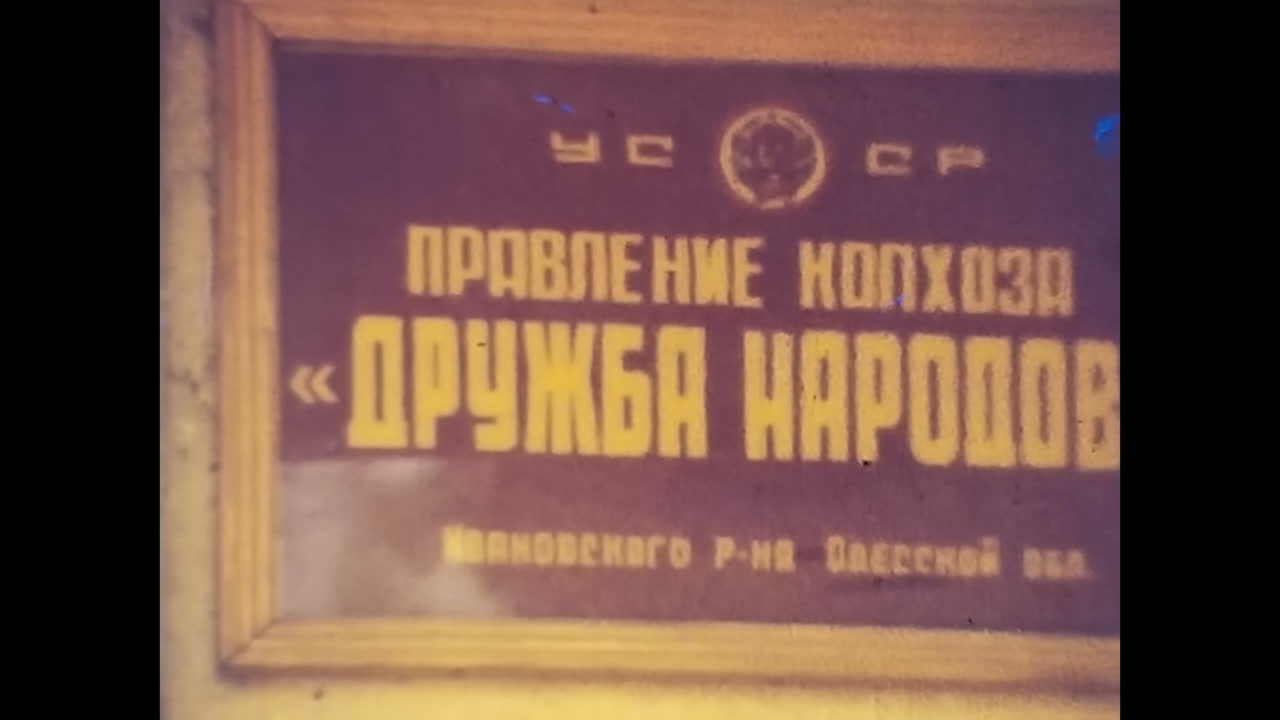 УС СР
ПРАВЛЕНИЕ КОЛХОЗА
«ДРУЖБА НАРОДОВ
Ивановского р-на Одесской обл.